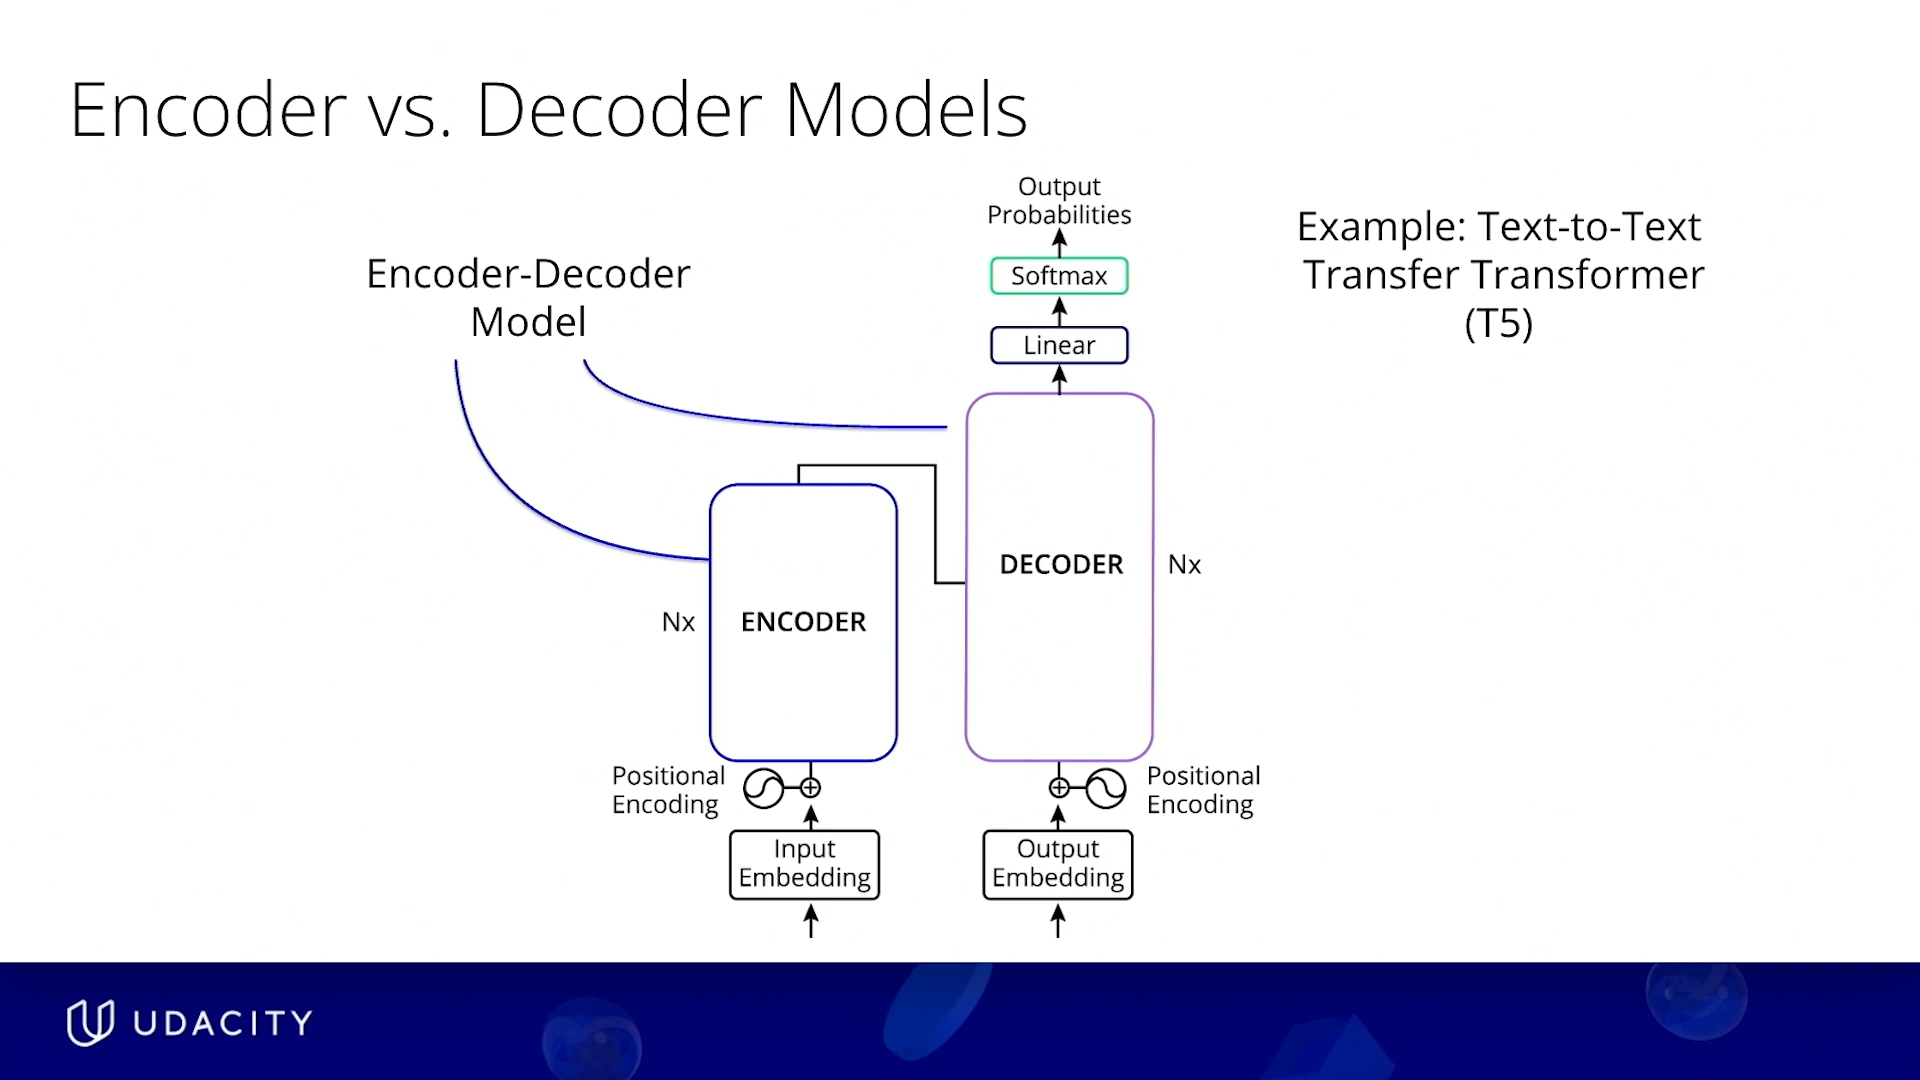 Encoder vs. Decoder Models
Encoder-Decoder
Model
Output
Probabilities
Softmax
Linear
Example: Text-to-Text
Transfer Transformer
(T5)
DECODER
Nx
Nx
ENCODER
Positional
Encoding
Positional
Encoding
Input
Embedding
Output
Embedding
UDACITY